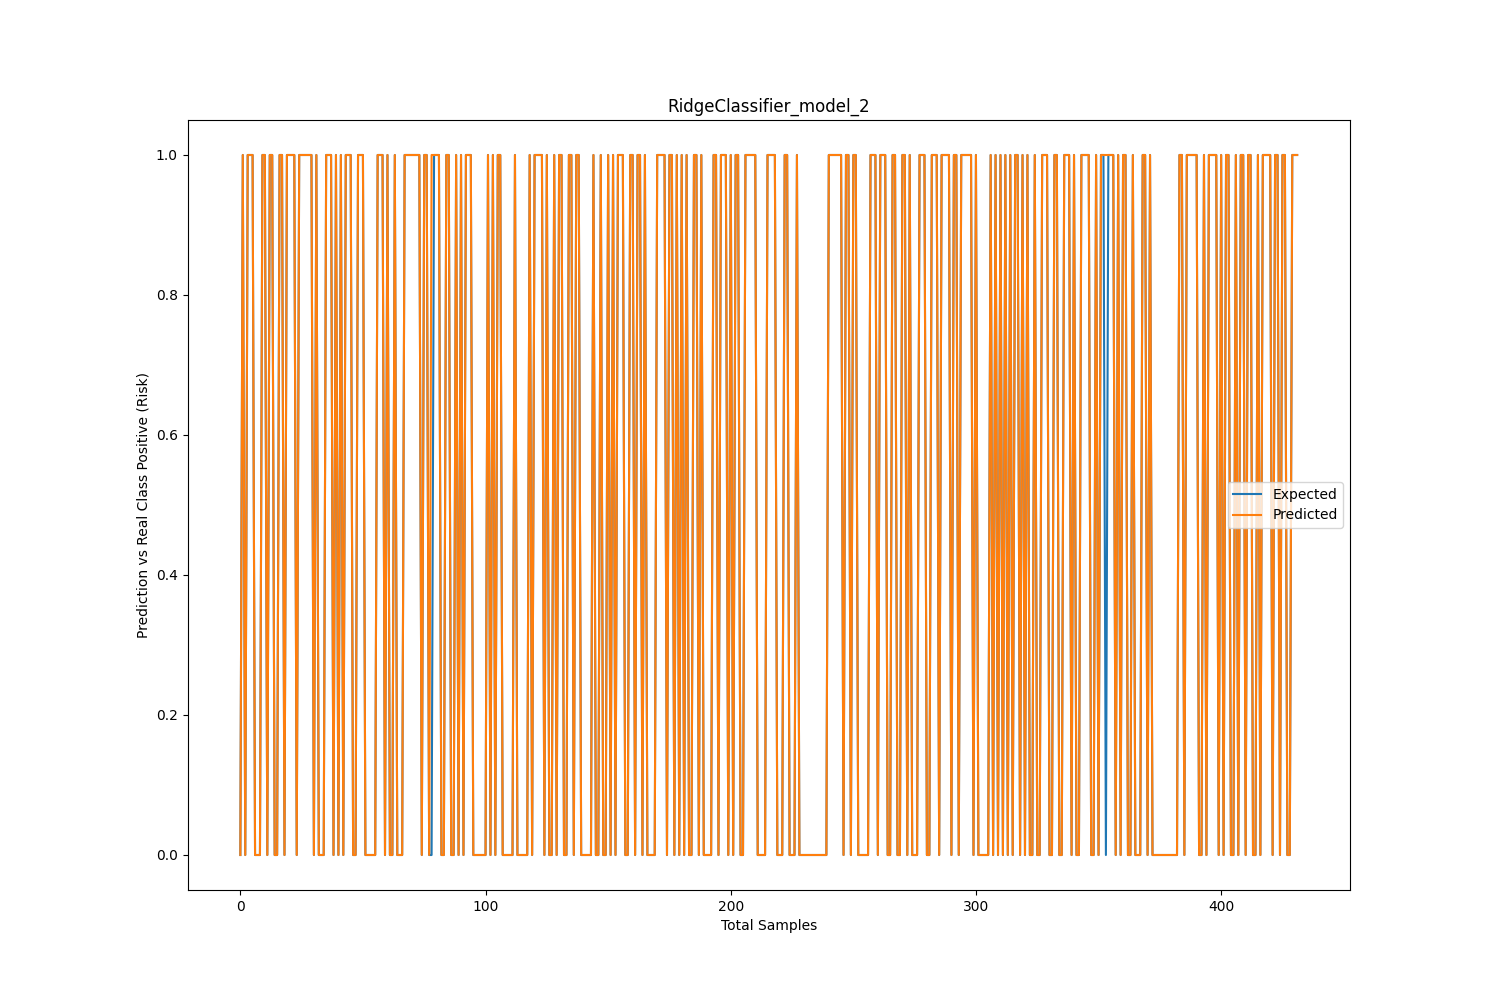 RidgeClassifier_model_2
1.0
0.8
0.6
0.4
0.2
0.0
Prediction vs Real Class Positive (Risk)
Expected
Predicted
0
100
200
300
400
Total Samples